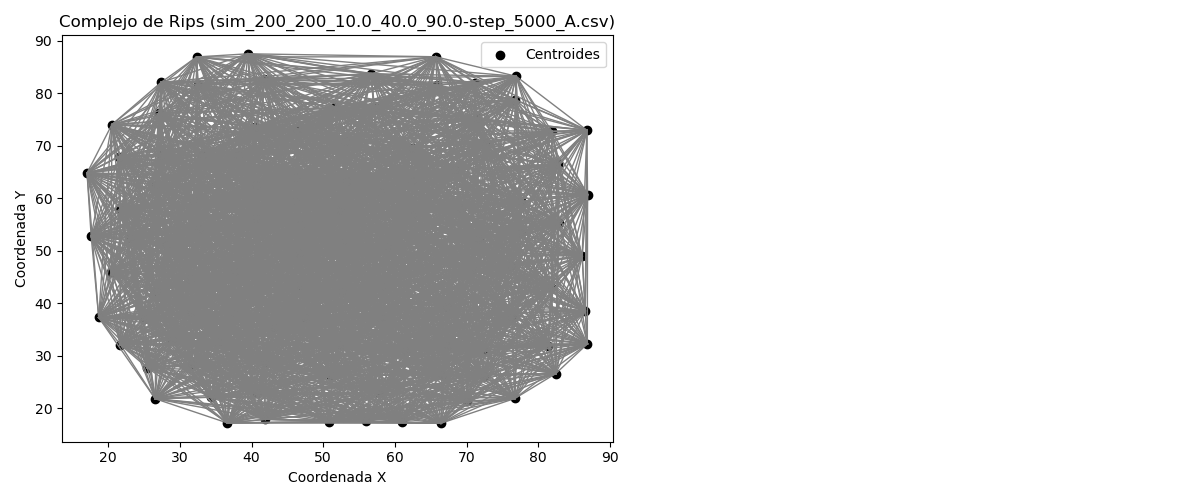 Complejo de Rips (sim_200_200_10.0_40.0_90.0-step_5000_A.csv)
Centroides
90
80
70
60
50
40
30
20
Coordenada Y
20 30 40 50 60 70 80 90
Coordenada X